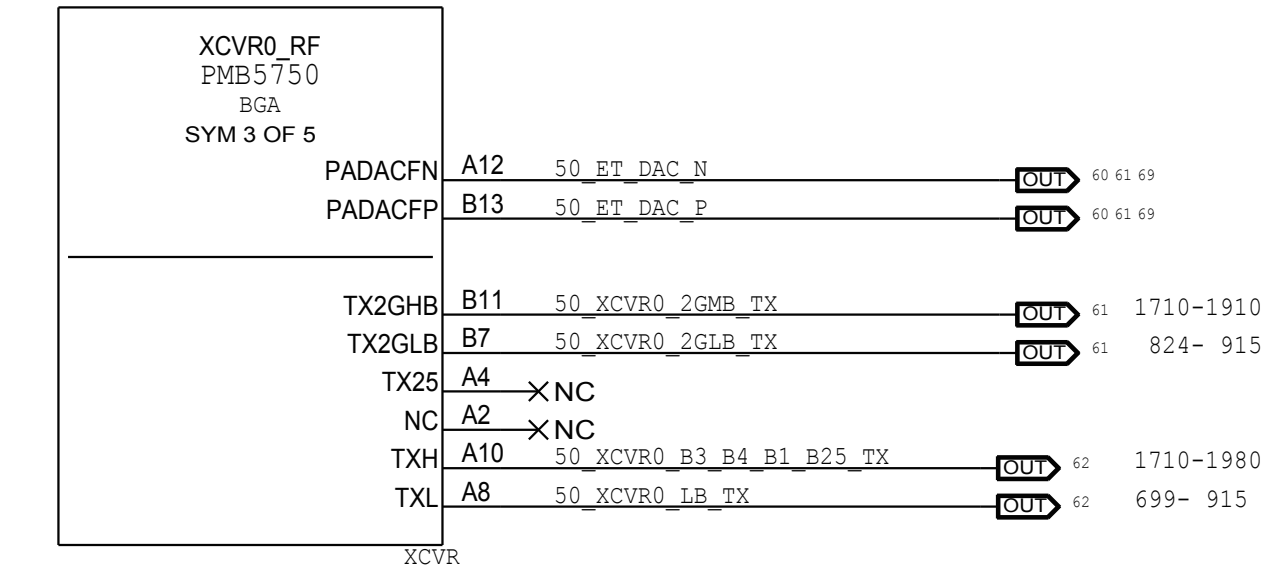 XCVR0_RF
PMB5750
BGA
SYM 3 OF 5
PADACFN A12 50_ET_DAC_N OUT 60 61 69
PADACFP B13 50_ET_DAC_P OUT 60 61 69
TX2GHB B11 50_XCVR0_2GMB_TX OUT 61 1710-1910
TX2GLB B7 50_XCVR0_2GLB_TX OUT 61 824- 915
TX25 A4 NC
NC A2 NC
TXH A10 50_XCVR0_B3_B4_B1_B25_TX OUT 62 1710-1980
TXL A8 50_XCVR0_LB_TX OUT 62 699- 915
XCVR